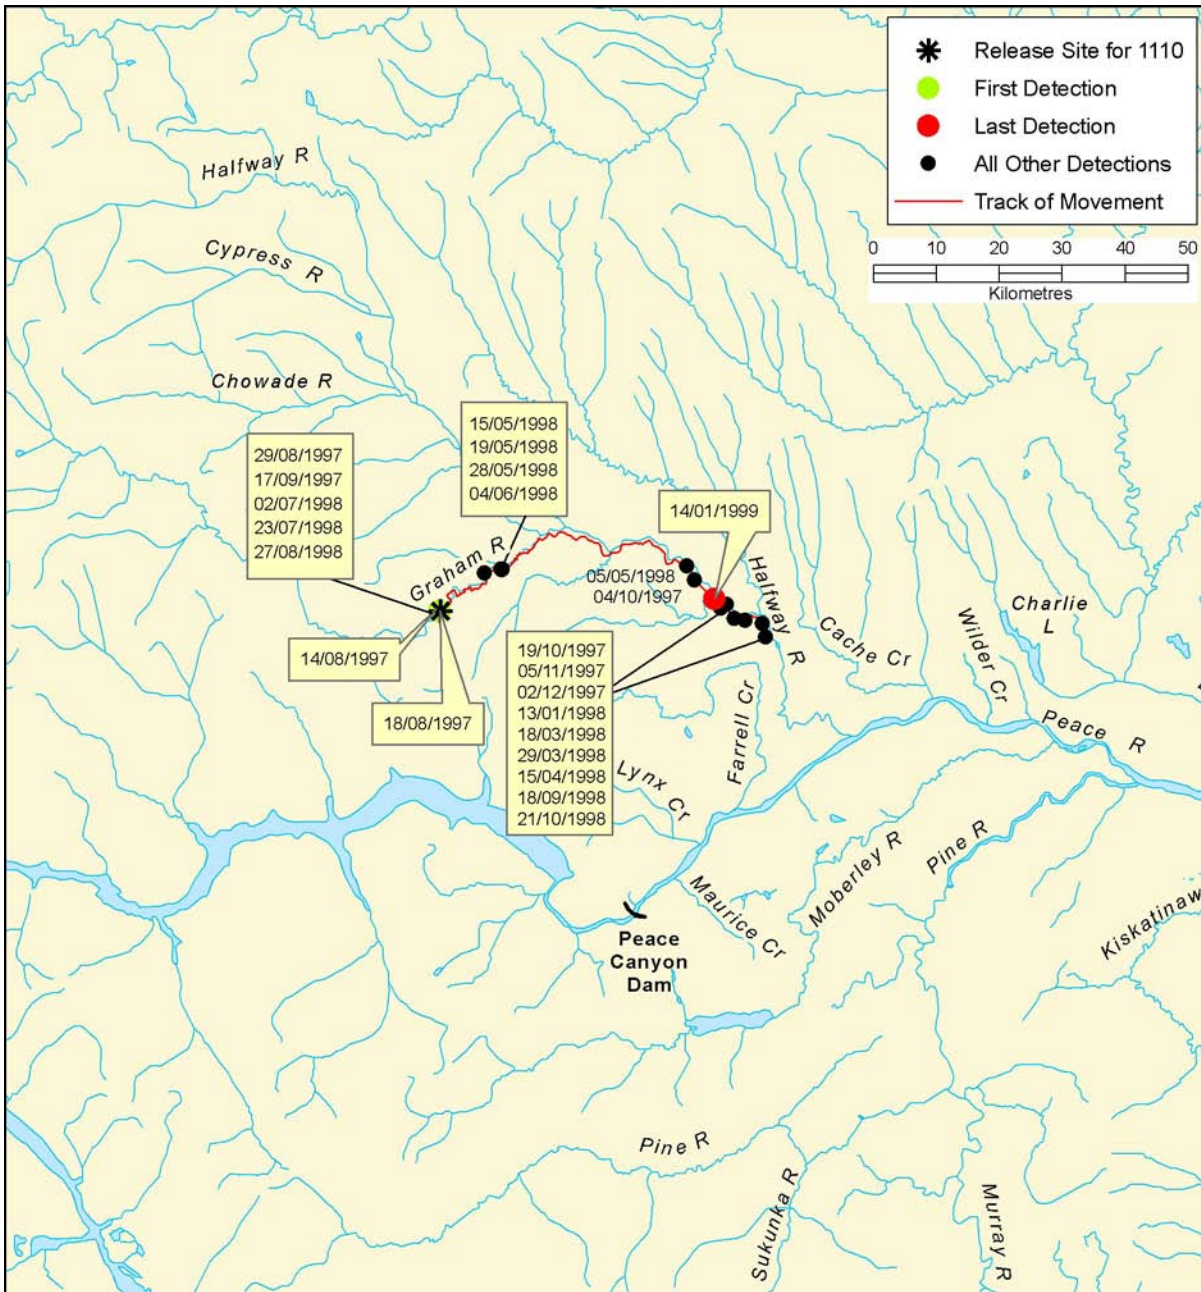 Release Site for 1110
First Detection
Last Detection
All Other Detections
Track of Movement
0 10 20 30 40 50
Kilometres
Halfway R
Cypress R
Chowade R
15/05/1998
19/05/1998
28/05/1998
04/06/1998
29/08/1997
17/09/1997
02/07/1998
23/07/1998
27/08/1998
14/01/1999
Graham R
05/05/1998
04/10/1997
Halfway R
Cache Cr
Wilder Cr
Charlie
L
14/08/1997
18/08/1997
19/10/1997
05/11/1997
02/12/1997
13/01/1998
18/03/1998
29/03/1998
15/04/1998
18/09/1998
21/10/1998
Farrell Cr
Peace R
Lynx Cr
Moberley R
Pine R
Maurice Cr
Kiskatinaw
Peace
Canyon
Dam
Pine R
Sukunka R
Murray R